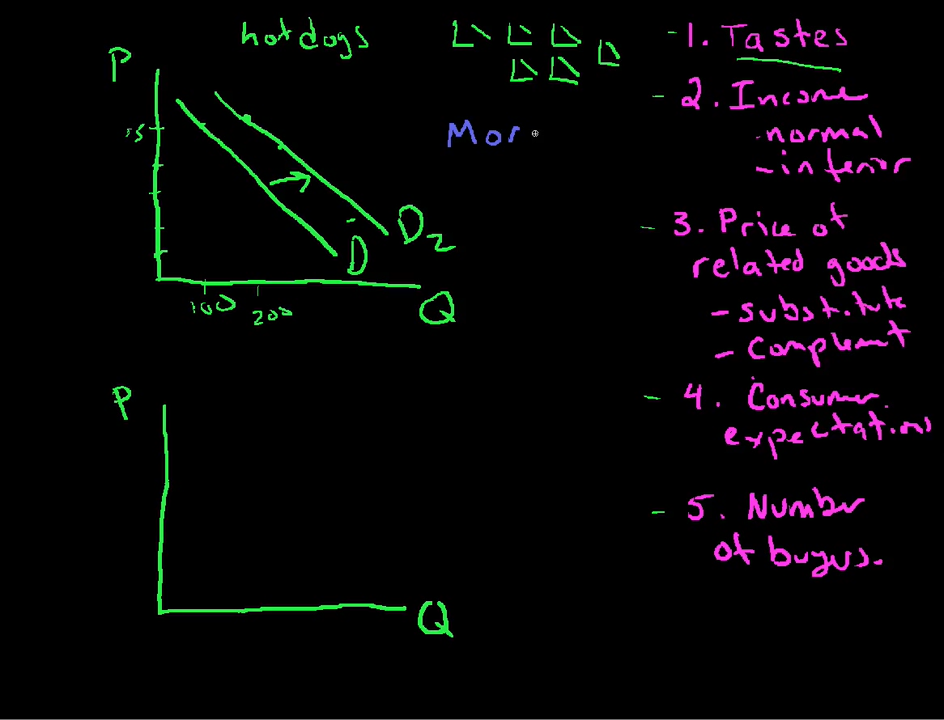 hotdogs
P
.5
D
D2
100
200
Q
Mor
P
Q
-1. Tastes
- 2. Income
-normal
-inferior
- 3. Price of
related goods
- substitute
- Complement
- 4. Consumer
expectations
- 5. Number
of buyers.